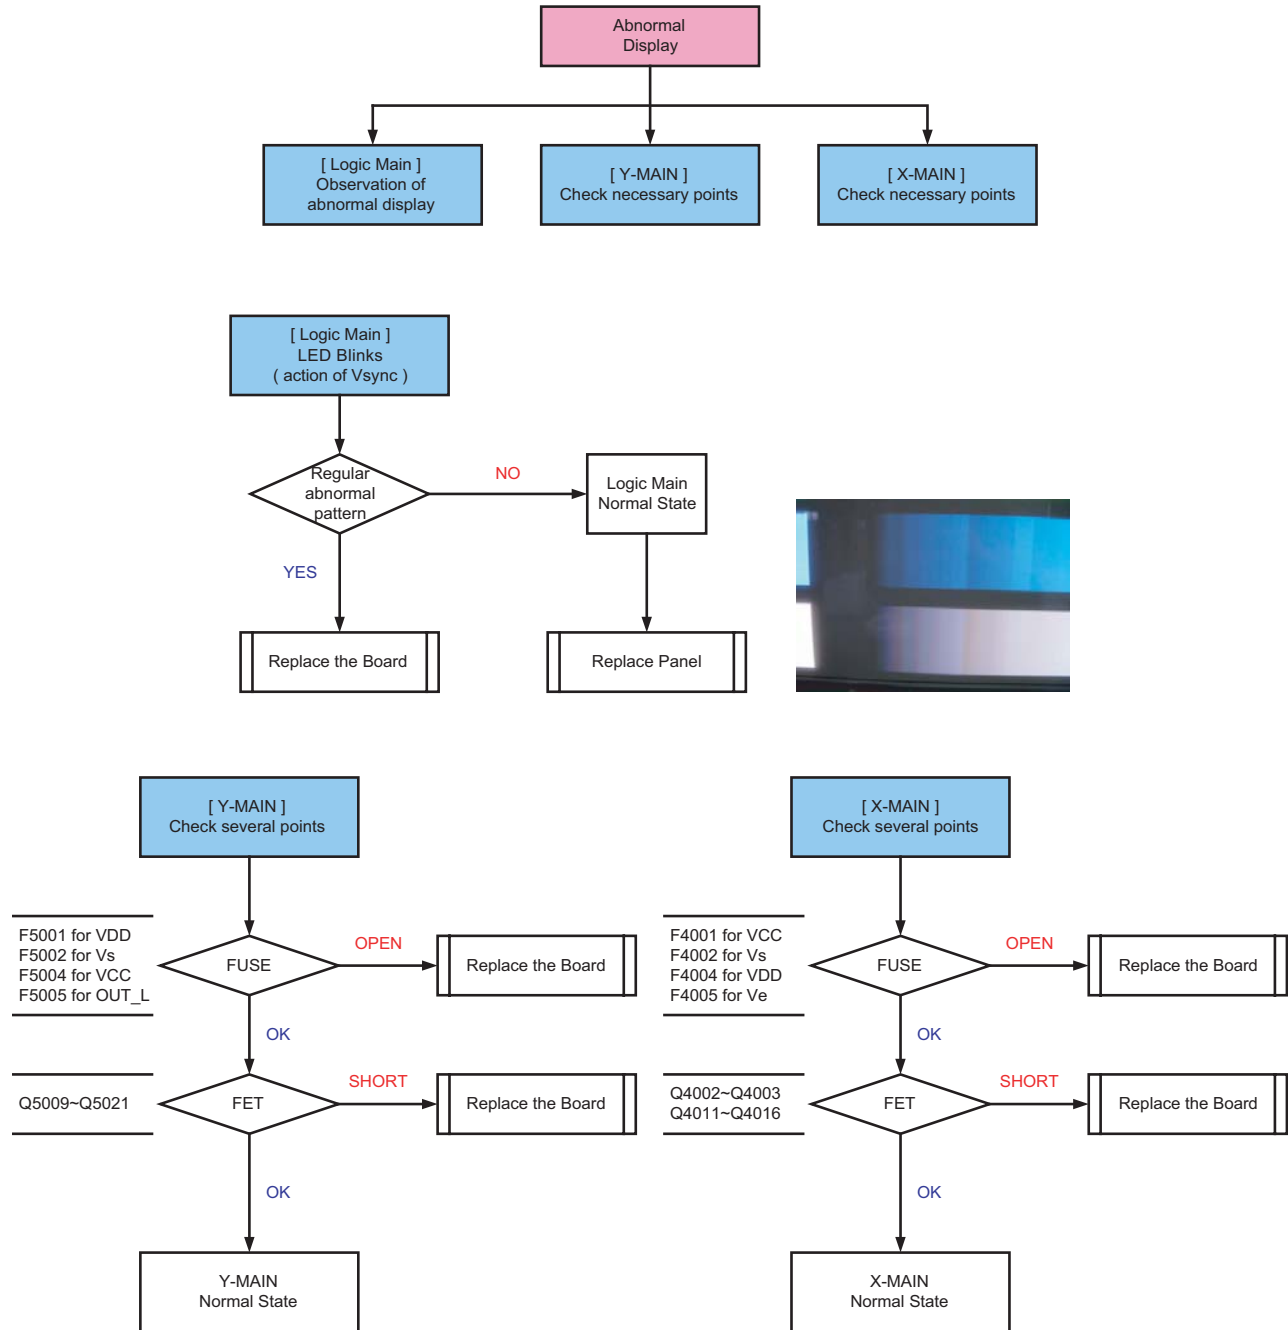 Abnormal
Display
[ Logic Main ]
Observation of
abnormal display
[ Y-MAIN ]
Check necessary points
[ X-MAIN ]
Check necessary points
[ Logic Main ]
LED Blinks
( action of Vsync )
Regular
abnormal
pattern
NO
Logic Main
Normal State
YES
Replace the Board
Replace Panel
[ Y-MAIN ]
Check several points
F5001 for VDD
F5002 for Vs
F5004 for VCC
F5005 for OUT_L
FUSE
OPEN
Replace the Board
OK
Q5009~Q5021
FET
SHORT
Replace the Board
OK
Y-MAIN
Normal State
[ X-MAIN ]
Check several points
F4001 for VCC
F4002 for Vs
F4004 for VDD
F4005 for Ve
FUSE
OPEN
Replace the Board
OK
Q4002~Q4003
Q4011~Q4016
FET
SHORT
Replace the Board
OK
X-MAIN
Normal State